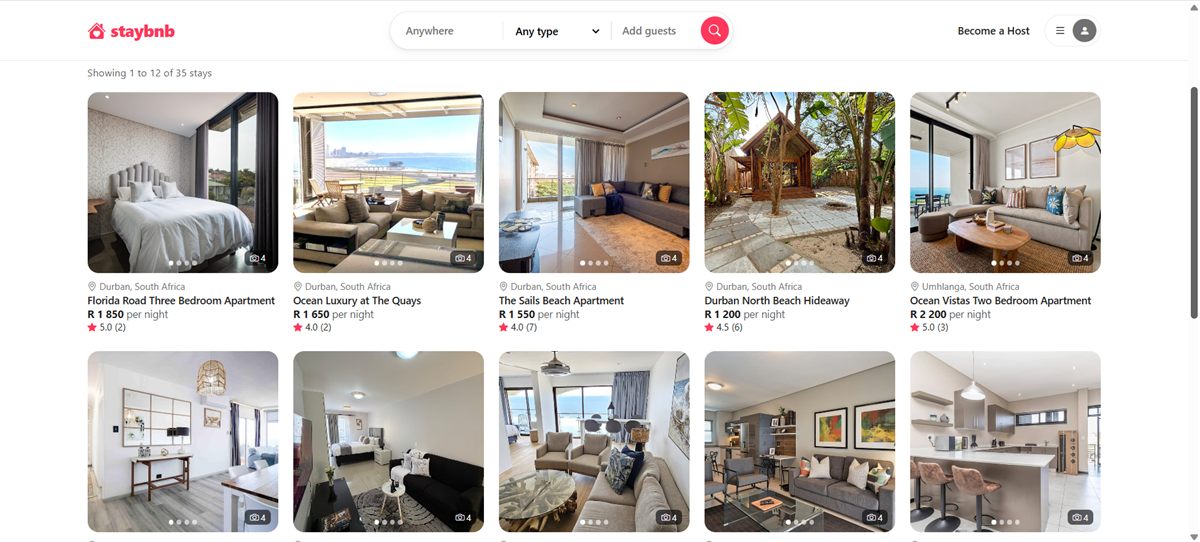 staybnb
Anywhere
Any type
Add guests
Become a Host
Showing 1 to 12 of 35 stays
4
4
4
4
4
Durban, South Africa
Florida Road Three Bedroom Apartment
R 1 850 per night
5.0 (2)
Durban, South Africa
Ocean Luxury at The Quays
R 1 650 per night
4.0 (2)
Durban, South Africa
The Sails Beach Apartment
R 1 550 per night
4.0 (7)
Durban, South Africa
Durban North Beach Hideaway
R 1 200 per night
4.5 (6)
Umhlanga, South Africa
Ocean Vistas Two Bedroom Apartment
R 2 200 per night
5.0 (3)
4
4
4
4
4